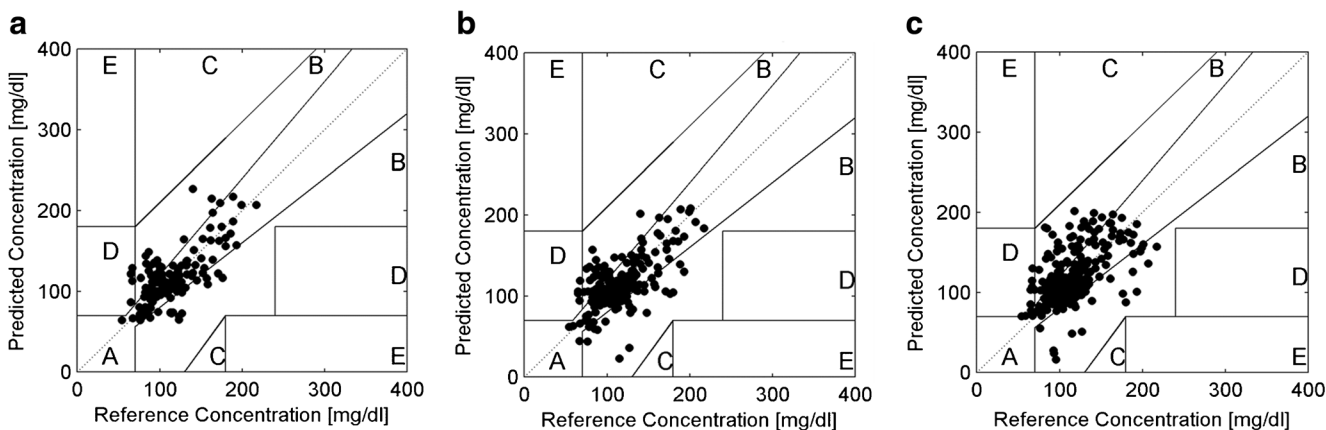 a
400
300
200
100
0
0 100 200 300 400
Predicted Concentration [mg/dl]
Reference Concentration [mg/dl]
E C B
B
D
D
A C E
b
400
300
200
100
0
0 100 200 300 400
Predicted Concentration [mg/dl]
Reference Concentration [mg/dl]
E C B
B
D
D
A C E
c
400
300
200
100
0
0 100 200 300 400
Predicted Concentration [mg/dl]
Reference Concentration [mg/dl]
E C B
B
D
D
A C E